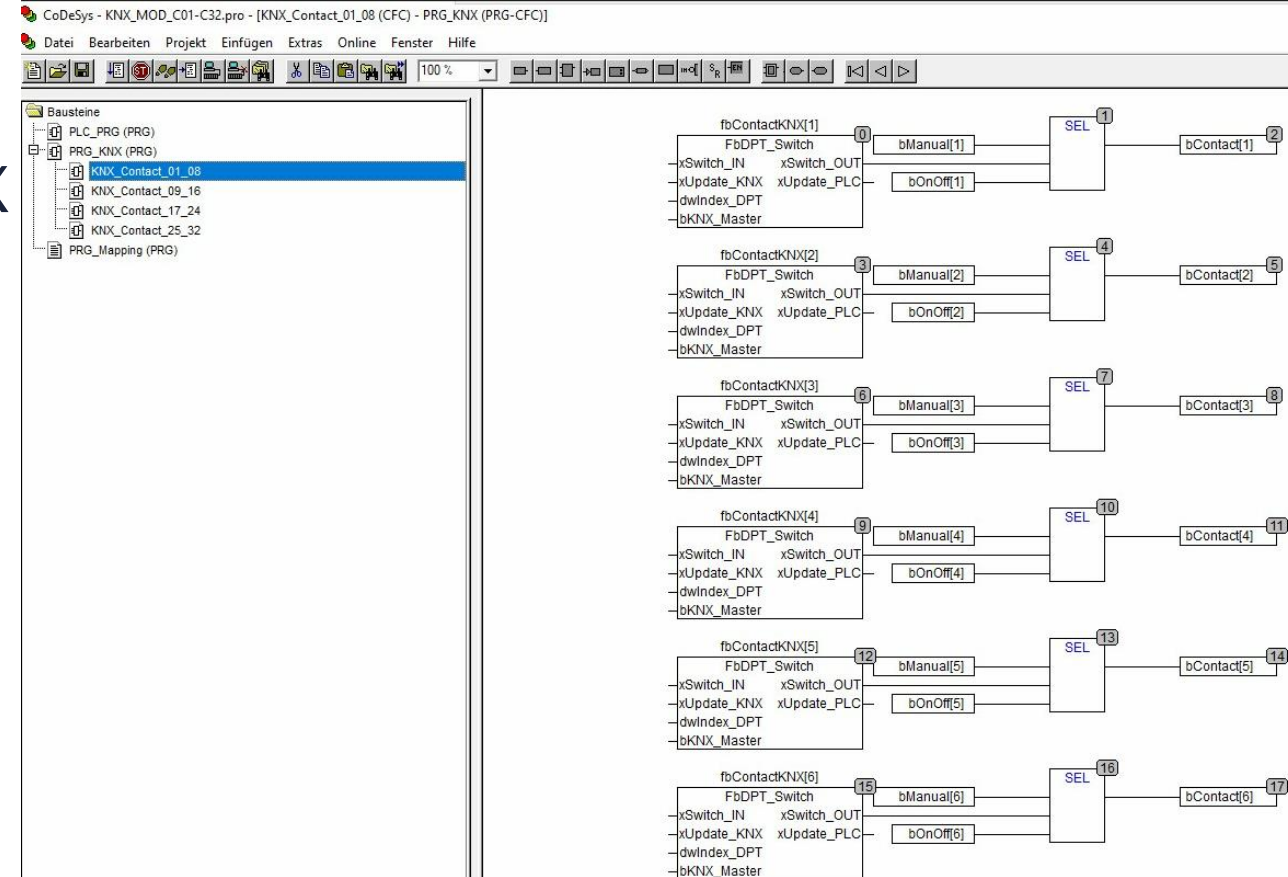 CoDeSys - KNX_MOD_C01-C32.pro - [KNX_Contact_01_08 (CFC) - PRG_KNX (PRG-CFC)]
Datei Bearbeiten Projekt Einfügen Extras Online Fenster Hilfe
100 %
Bausteine
PLC_PRG (PRG)
PRG_KNX (PRG)
KNX_Contact_01_08
KNX_Contact_09_16
KNX_Contact_17_24
KNX_Contact_25_32
PRG_Mapping (PRG)
X
fbContactKNX[1]
0
FbDPT_Switch
bManual[1]
SEL
1
bContact[1]
2
xSwitch_IN xSwitch_OUT
xUpdate_KNX xUpdate_PLC
bOnOff[1]
dwIndex_DPT
bKNX_Master
fbContactKNX[2]
3
FbDPT_Switch
bManual[2]
SEL
4
bContact[2]
5
xSwitch_IN xSwitch_OUT
xUpdate_KNX xUpdate_PLC
bOnOff[2]
dwIndex_DPT
bKNX_Master
fbContactKNX[3]
6
FbDPT_Switch
bManual[3]
SEL
7
bContact[3]
8
xSwitch_IN xSwitch_OUT
xUpdate_KNX xUpdate_PLC
bOnOff[3]
dwIndex_DPT
bKNX_Master
fbContactKNX[4]
9
FbDPT_Switch
bManual[4]
SEL
10
bContact[4]
11
xSwitch_IN xSwitch_OUT
xUpdate_KNX xUpdate_PLC
bOnOff[4]
dwIndex_DPT
bKNX_Master
fbContactKNX[5]
12
FbDPT_Switch
bManual[5]
SEL
13
bContact[5]
14
xSwitch_IN xSwitch_OUT
xUpdate_KNX xUpdate_PLC
bOnOff[5]
dwIndex_DPT
bKNX_Master
fbContactKNX[6]
15
FbDPT_Switch
bManual[6]
SEL
16
bContact[6]
17
xSwitch_IN xSwitch_OUT
xUpdate_KNX xUpdate_PLC
bOnOff[6]
dwIndex_DPT
bKNX_Master